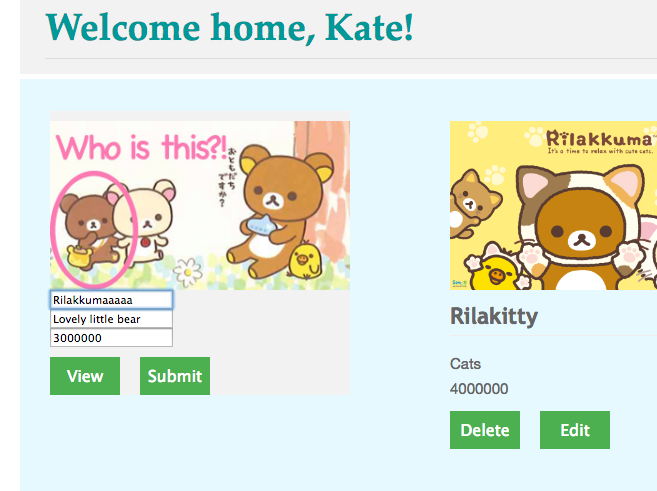 Welcome home, Kate!
Who is this?!
おともだち
ですか?
Rilakkumaaaaa
Lovely little bear
3000000
View
Submit
Rilakkuma
It's a time to relax with cute cats.
Rilakitty
Cats
4000000
Delete
Edit